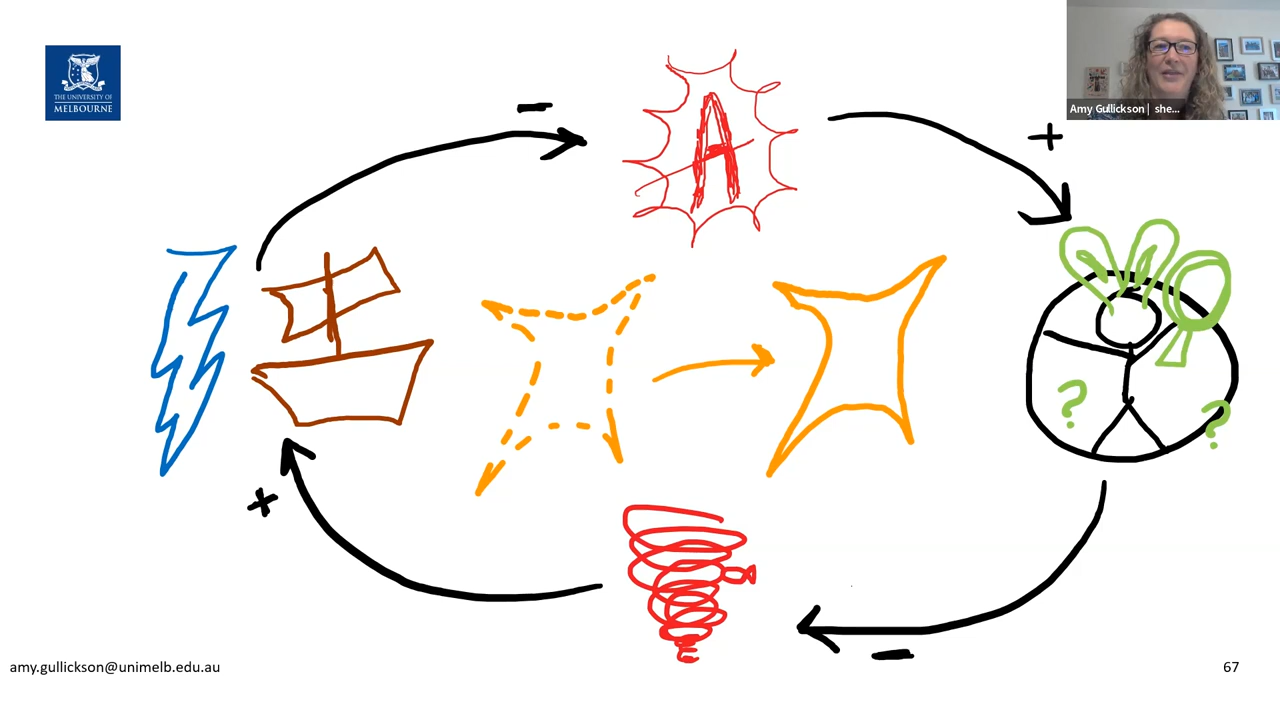 THE UNIVERSITY OF
MELBOURNE
Amy Gullickson | she...
-
A
+
?
?
+
-
amy.gullickson@unimelb.edu.au
67